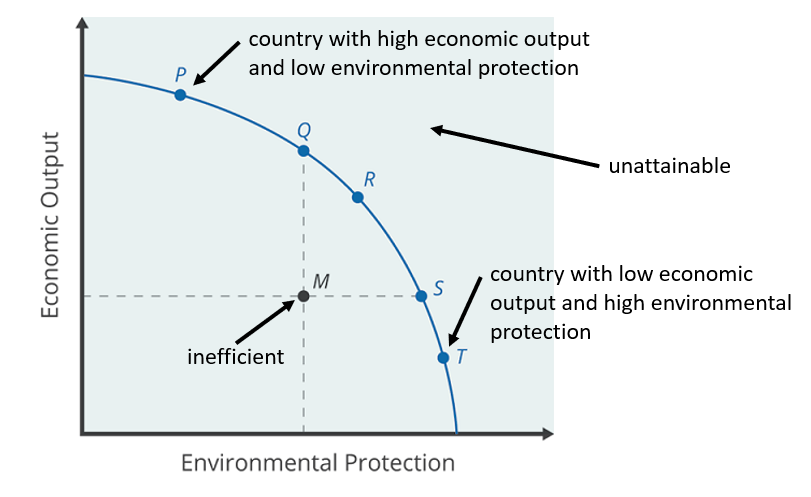 country with high economic output
and low environmental protection
P
Q
unattainable
R
Economic Output
country with low economic
output and high environmental
protection
M
S
inefficient
T
Environmental Protection